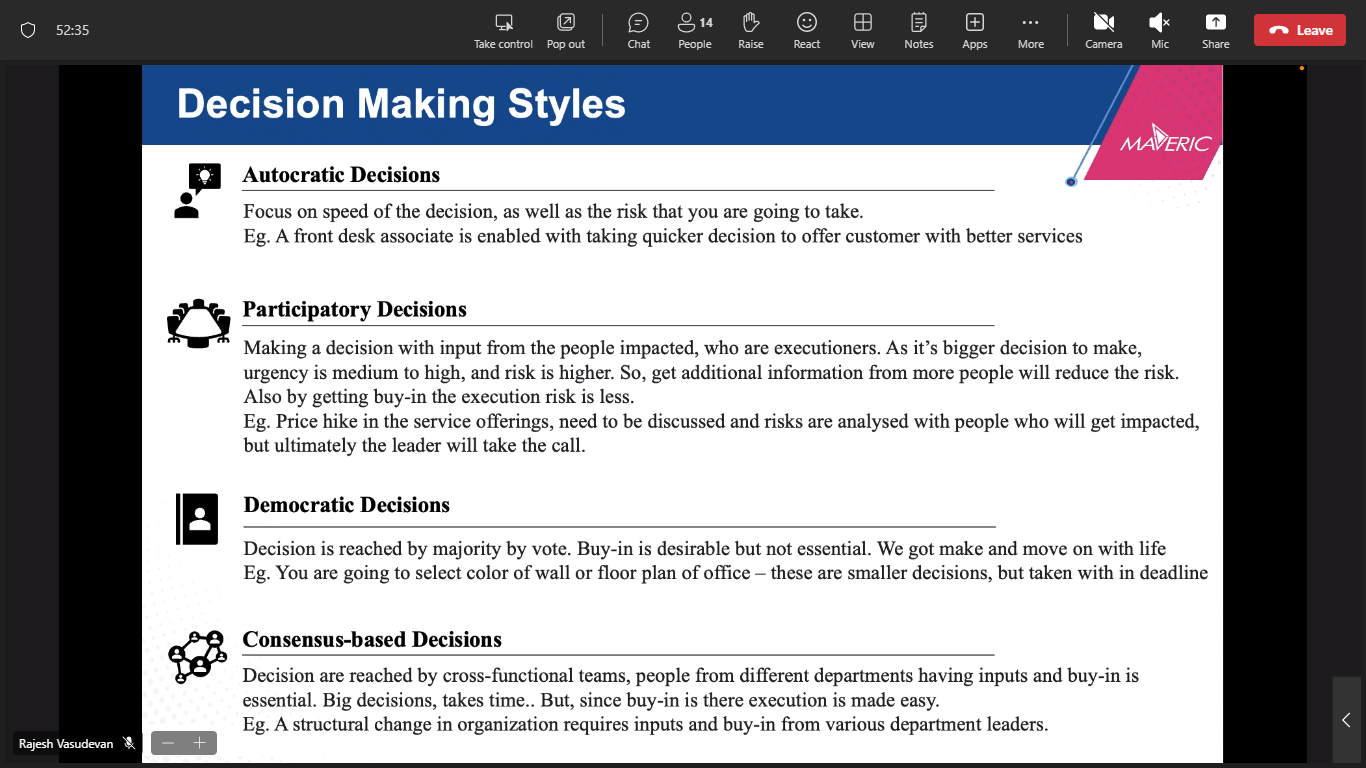 52:35
Take control
Pop out
Chat
14
People
Raise
React
View
Notes
Apps
More
Camera
Mic
Share
Leave
Decision Making Styles
MAVERIC
Autocratic Decisions
Focus on speed of the decision, as well as the risk that you are going to take.
Eg. A front desk associate is enabled with taking quicker decision to offer customer with better services
Participatory Decisions
Making a decision with input from the people impacted, who are executioners. As it’s bigger decision to make,
urgency is medium to high, and risk is higher. So, get additional information from more people will reduce the risk.
Also by getting buy-in the execution risk is less.
Eg. Price hike in the service offerings, need to be discussed and risks are analysed with people who will get impacted,
but ultimately the leader will take the call.
Democratic Decisions
Decision is reached by majority by vote. Buy-in is desirable but not essential. We got make and move on with life
Eg. You are going to select color of wall or floor plan of office – these are smaller decisions, but taken with in deadline
Consensus-based Decisions
Decision are reached by cross-functional teams, people from different departments having inputs and buy-in is
essential. Big decisions, takes time.. But, since buy-in is there execution is made easy.
Eg. A structural change in organization requires inputs and buy-in from various department leaders.
Rajesh Vasudevan